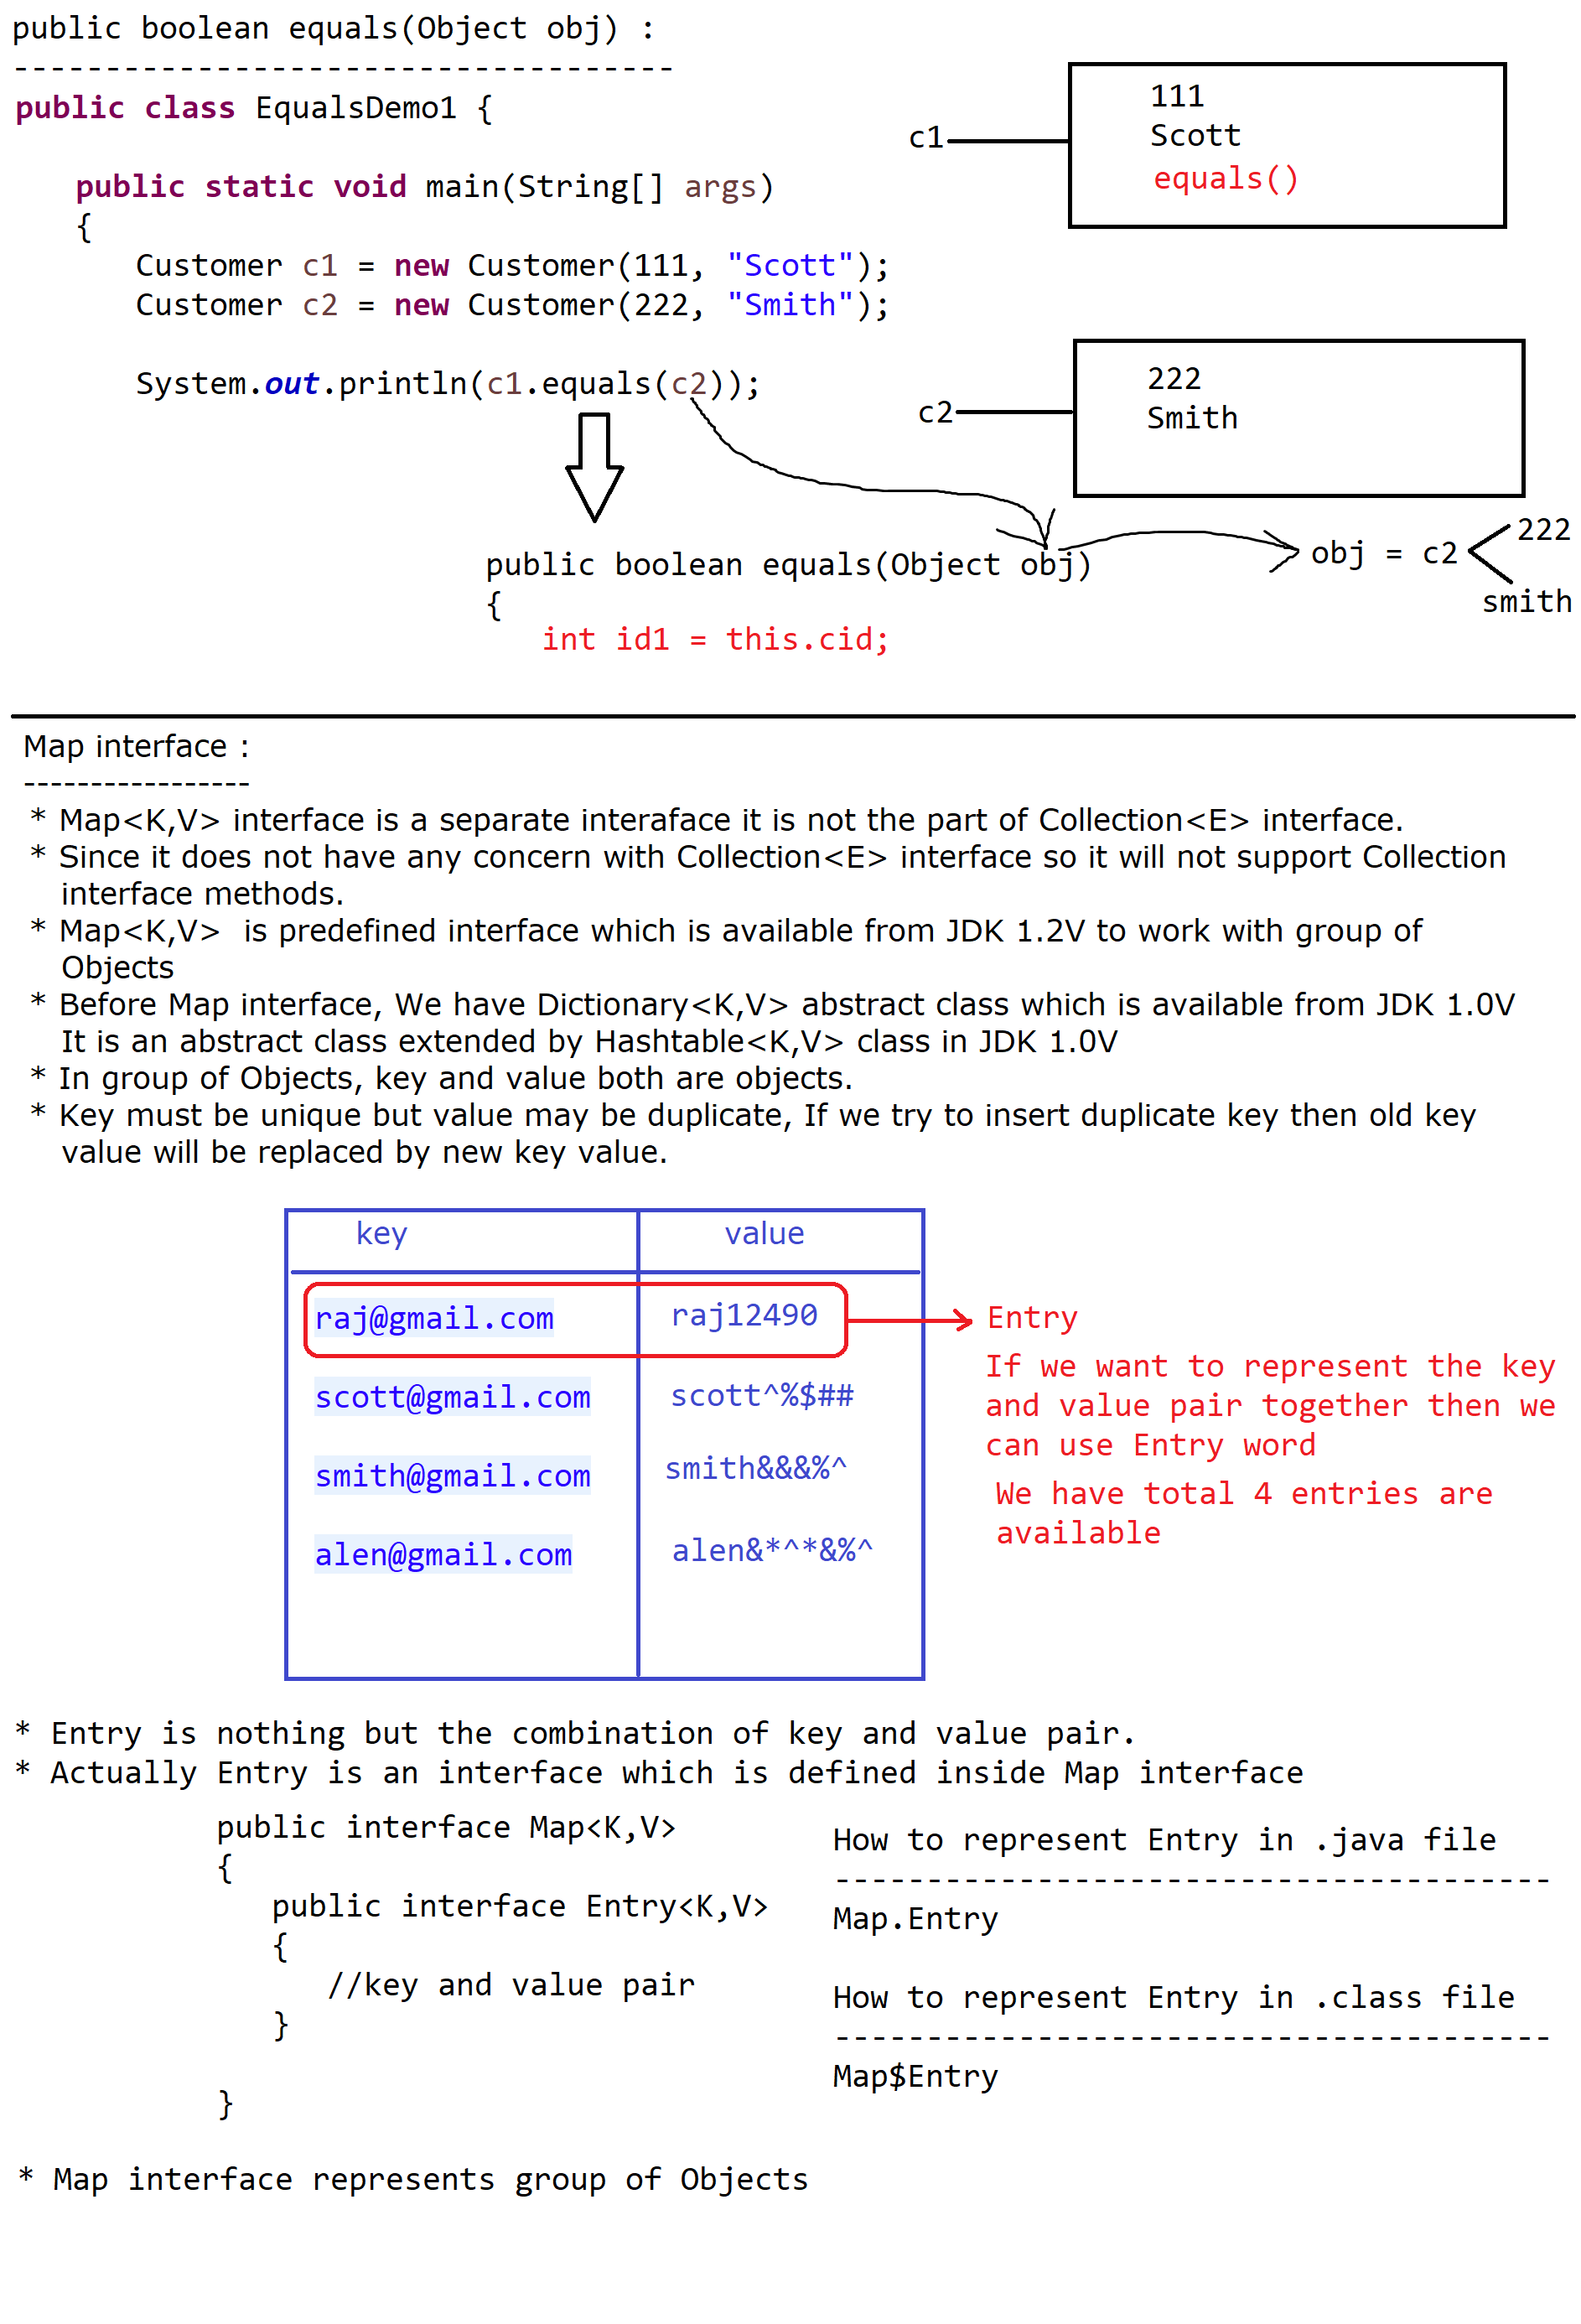 public boolean equals(Object obj) :
------------------------------------
public class EqualsDemo1 {
public static void main(String[] args)
{
Customer c1 = new Customer(111, "Scott");
Customer c2 = new Customer(222, "Smith");
System.out.println(c1.equals(c2));
c1
111
Scott
equals()
c2
222
Smith
public boolean equals(Object obj)
{
int id1 = this.cid;
obj = c2
222
smith
Map interface :
-----------------
* Map<K,V> interface is a separate interaface it is not the part of Collection<E> interface.
* Since it does not have any concern with Collection<E> interface so it will not support Collection
interface methods.
* Map<K,V>  is predefined interface which is available from JDK 1.2V to work with group of
Objects
* Before Map interface, We have Dictionary<K,V> abstract class which is available from JDK 1.0V
It is an abstract class extended by Hashtable<K,V> class in JDK 1.0V
* In group of Objects, key and value both are objects.
* Key must be unique but value may be duplicate, If we try to insert duplicate key then old key
value will be replaced by new key value.
key value
raj@gmail.com raj12490
scott@gmail.com scott^%$##
smith@gmail.com smith&&&%^
alen@gmail.com alen&*^*&%^
Entry
If we want to represent the key
and value pair together then we
can use Entry word
We have total 4 entries are
available
* Entry is nothing but the combination of key and value pair.
* Actually Entry is an interface which is defined inside Map interface
public interface Map<K,V>
{
public interface Entry<K,V>
{
//key and value pair
}
}
How to represent Entry in .java file
---------------------------------------
Map.Entry
How to represent Entry in .class file
---------------------------------------
Map$Entry
* Map interface represents group of Objects